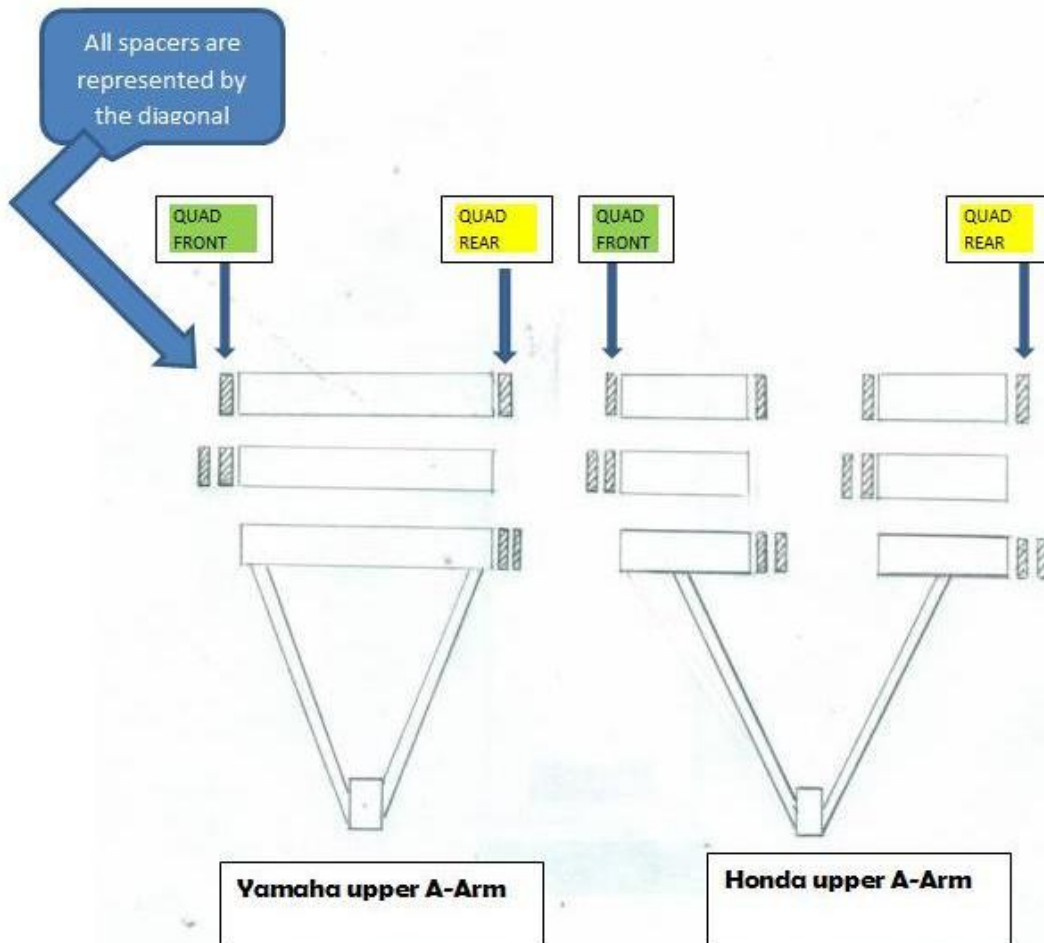 All spacers are
represented by
the diagonal
QUAD
FRONT
QUAD
REAR
QUAD
FRONT
QUAD
REAR
Yamaha upper A-Arm
Honda upper A-Arm